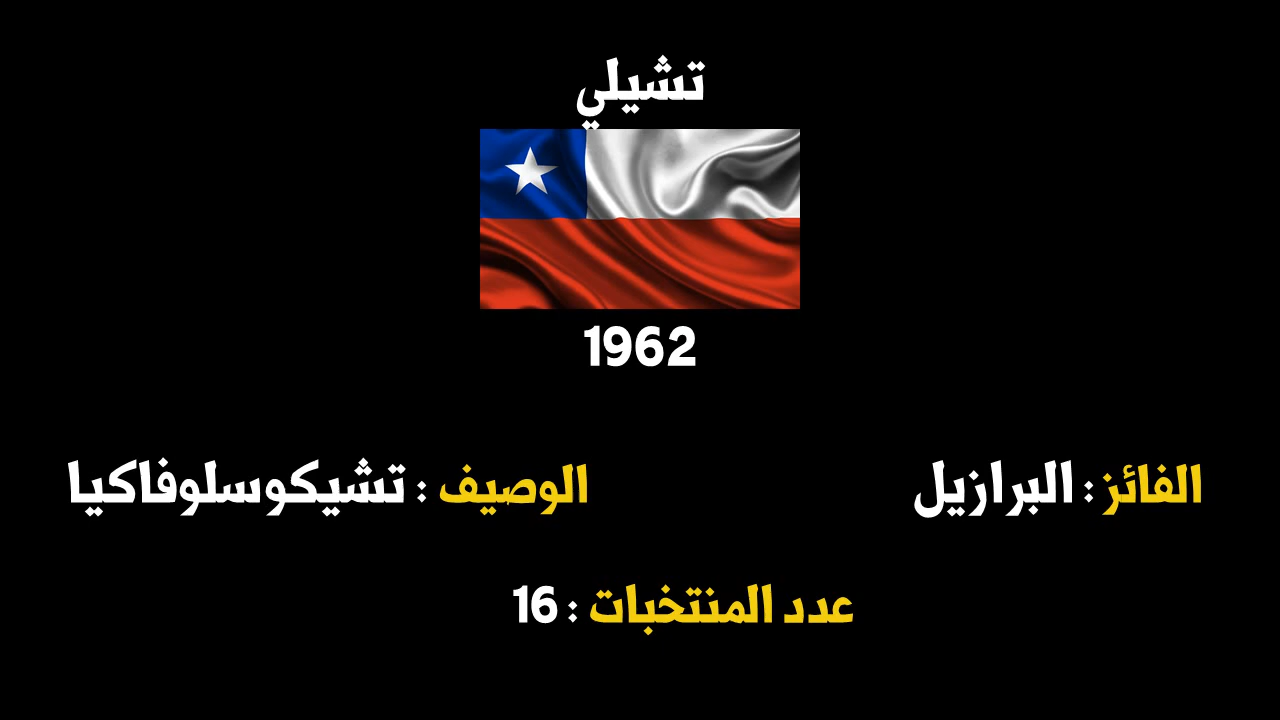 تشيلي
1962
الفائز : البرازيل
الوصيف : تشيكوسلوفاكيا
عدد المنتخبات : 16